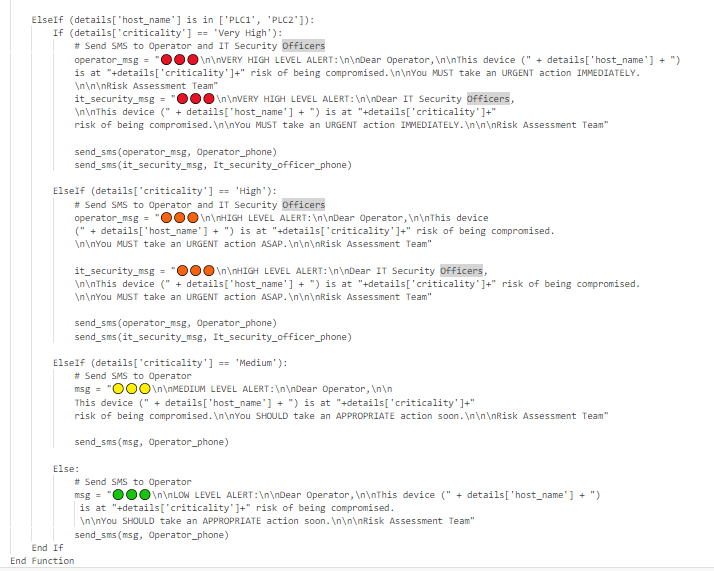 ElseIf (details['host_name'] is in ['PLC1', 'PLC2']):
If (details['criticality'] == 'Very High'):
# Send SMS to Operator and IT Security Officers
operator_msg = "🔴🔴🔴\n\nVERY HIGH LEVEL ALERT:\n\nDear Operator,\n\nThis device (" + details['host_name'] + ")
is at "+details['criticality']+" risk of being compromised.\n\nYou MUST take an URGENT action IMMEDIATELY.
\n\n\nRisk Assessment Team"
it_security_msg = "🔴🔴🔴\n\nVERY HIGH LEVEL ALERT:\n\nDear IT Security Officers,
\n\nThis device (" + details['host_name'] + ") is at "+details['criticality']+"
risk of being compromised.\n\nYou MUST take an URGENT action IMMEDIATELY.\n\n\nRisk Assessment Team"
send_sms(operator_msg, Operator_phone)
send_sms(it_security_msg, It_security_officer_phone)
ElseIf (details['criticality'] == 'High'):
# Send SMS to Operator and IT Security Officers
operator_msg = "🟠🟠🟠\n\nHIGH LEVEL ALERT:\n\nDear Operator,\n\nThis device
(" + details['host_name'] + ") is at "+details['criticality']+" risk of being compromised.
\n\nYou MUST take an URGENT action ASAP.\n\n\nRisk Assessment Team"
it_security_msg = "🟠🟠🟠\n\nHIGH LEVEL ALERT:\n\nDear IT Security Officers,
\n\nThis device (" + details['host_name'] + ") is at "+details['criticality']+" risk of being compromised.
\n\nYou MUST take an URGENT action ASAP.\n\n\nRisk Assessment Team"
send_sms(operator_msg, Operator_phone)
send_sms(it_security_msg, It_security_officer_phone)
ElseIf (details['criticality'] == 'Medium'):
# Send SMS to Operator
msg = "🟡🟡🟡\n\nMEDIUM LEVEL ALERT:\n\nDear Operator,\n\n
This device (" + details['host_name'] + ") is at "+details['criticality']+"
risk of being compromised.\n\nYou SHOULD take an APPROPRIATE action soon.\n\n\nRisk Assessment Team"
send_sms(msg, Operator_phone)
Else:
# Send SMS to Operator
msg = "🟢🟢🟢\n\nLOW LEVEL ALERT:\n\nDear Operator,\n\nThis device (" + details['host_name'] + ")
is at "+details['criticality']+" risk of being compromised.
\n\nYou SHOULD take an APPROPRIATE action soon.\n\n\nRisk Assessment Team"
send_sms(msg, Operator_phone)
End If
End Function